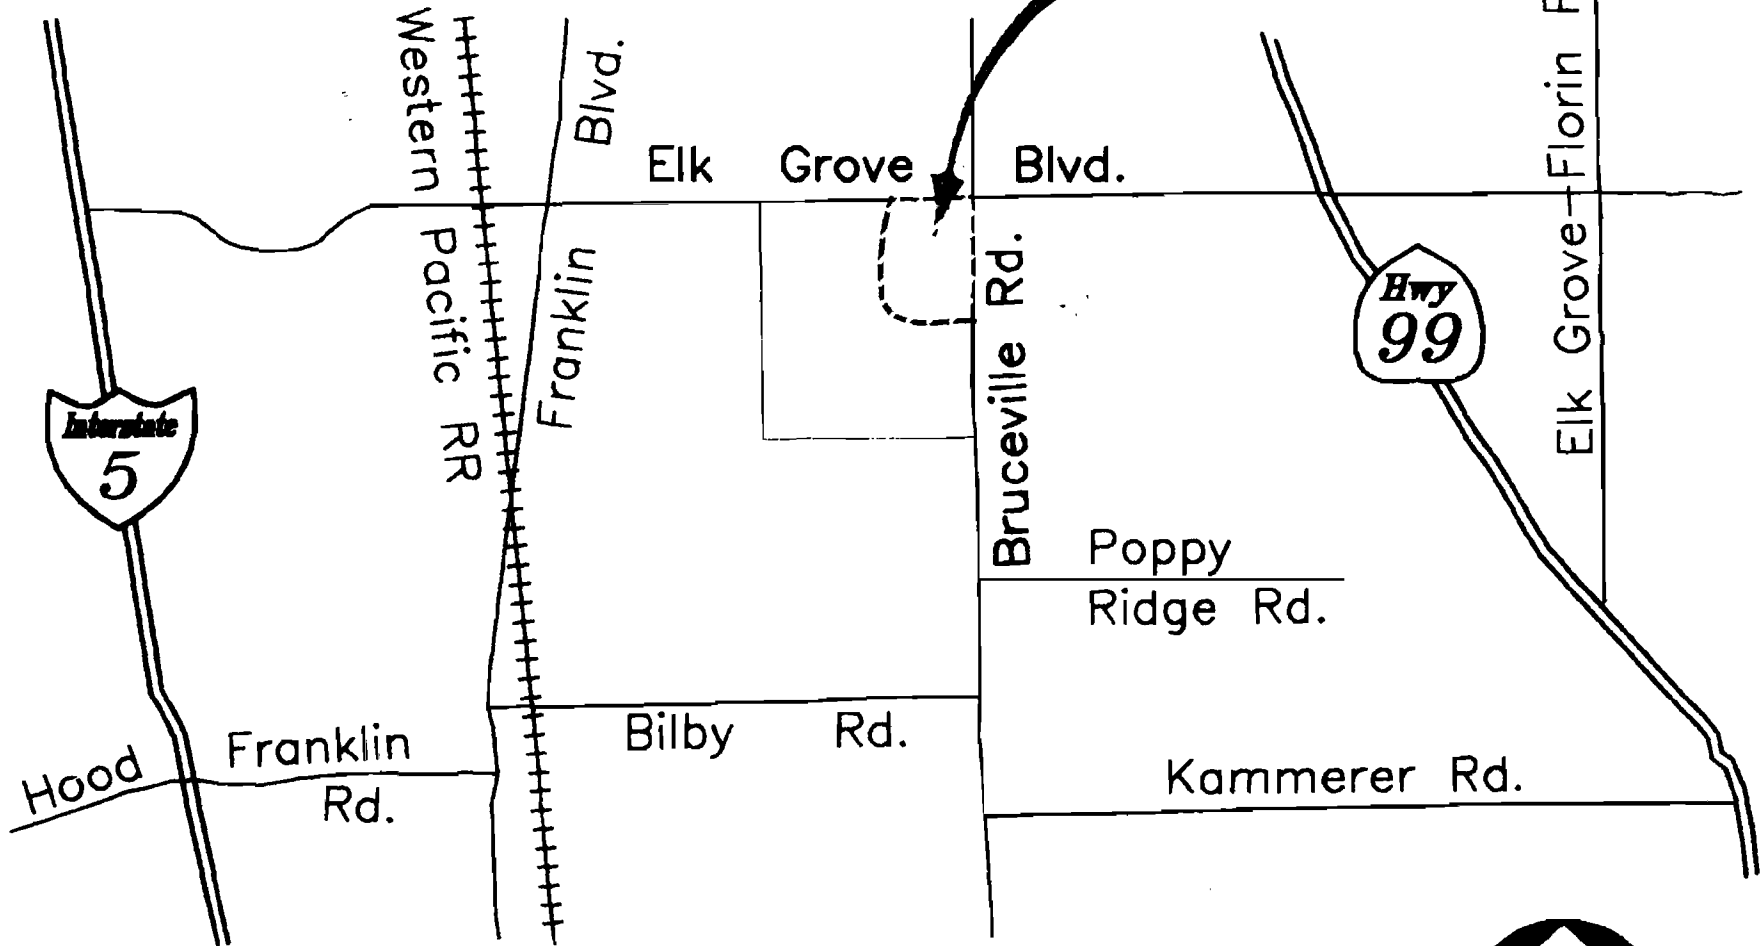 Western Pacific RR
Franklin Blvd.
Elk Grove Blvd.
Bruceville Rd.
Hwy
99
Elk Grove-Florin
Interstate
5
Poppy
Ridge Rd.
Bilby Rd.
Hood Franklin
Rd.
Kammerer Rd.